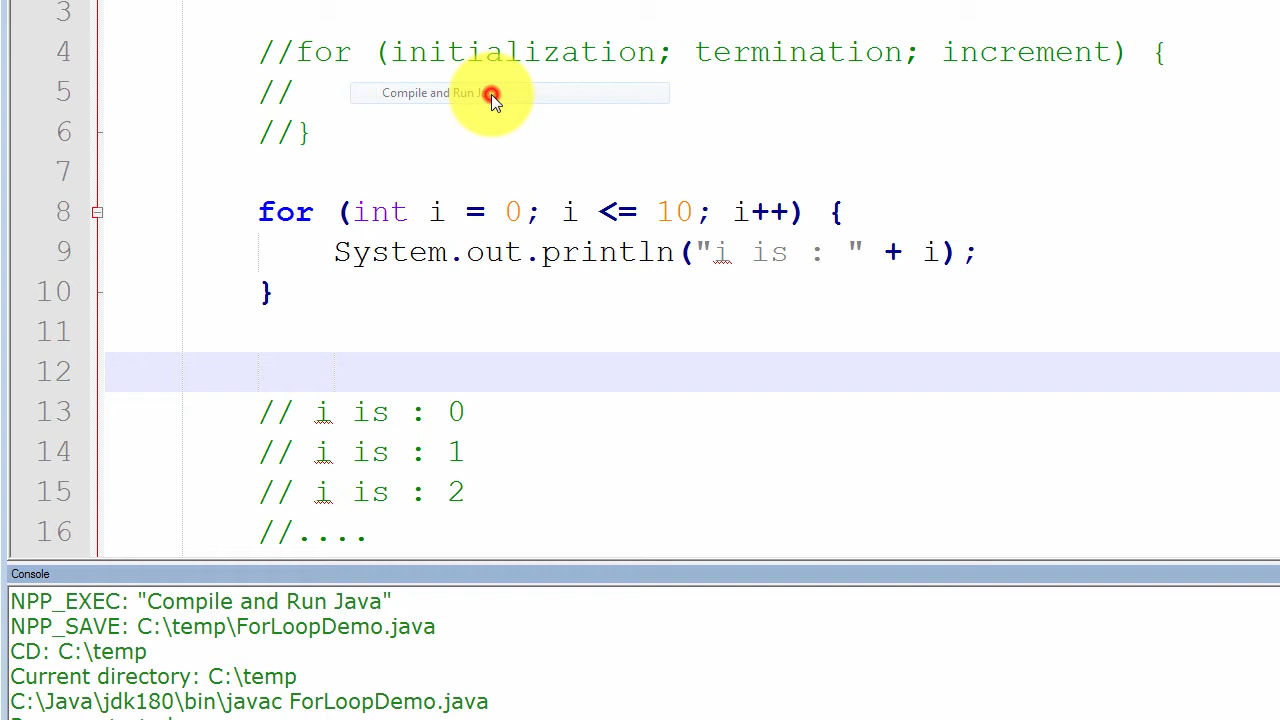 3
4 //for (initialization; termination; increment) {
5 // Compile and Run
6 //}
7
8 for (int i = 0; i <= 10; i++) {
9 System.out.println("i is : " + i);
10 }
11
12
13 // i is : 0
14 // i is : 1
15 // i is : 2
16 //....
Console
NPP_EXEC: "Compile and Run Java"
NPP_SAVE: C:\temp\ForLoopDemo.java
CD: C:\temp
Current directory: C:\temp
C:\Java\jdk180\bin\javac ForLoopDemo.java